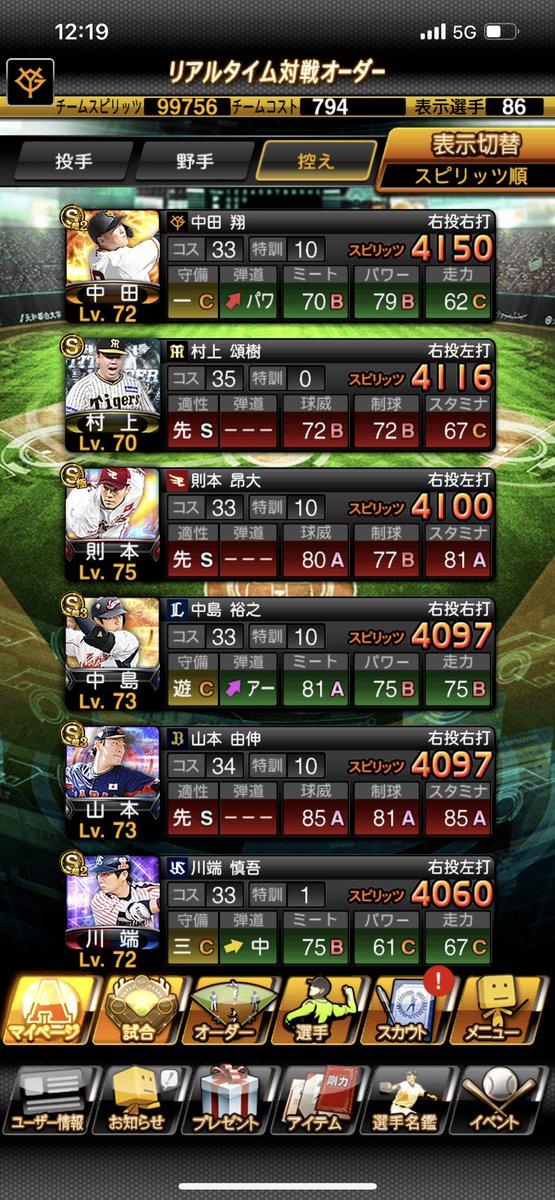 12:19 5G
リアルタイム対戦オーダー
チームスピリッツ 99756 チームコスト 794 表示選手 86
投手 野手 控え 表示切替
スピリッツ順
中田 翔 右投右打
コス 33 特訓 10 スピリッツ 4150
守備 弾道 ミート パワー 走力
一 C パワ 70 B 79 B 62 C
中田
Lv. 72
村上 頌樹 右投左打
コス 35 特訓 0 スピリッツ 4116
適性 弾道 球威 制球 スタミナ
先 S --- 72 B 72 B 67 C
Tigers
村上
Lv. 70
則本 昂大 右投左打
コス 33 特訓 10 スピリッツ 4100
適性 弾道 球威 制球 スタミナ
先 S --- 80 A 77 B 81 A
則本
Lv. 75
中島 裕之 右投右打
コス 33 特訓 10 スピリッツ 4097
守備 弾道 ミート パワー 走力
遊 C アー 81 A 75 B 75 B
中島
Lv. 73
山本 由伸 右投右打
コス 34 特訓 10 スピリッツ 4097
適性 弾道 球威 制球 スタミナ
先 S --- 85 A 81 A 85 A
山本
Lv. 73
川端 慎吾 右投左打
コス 33 特訓 1 スピリッツ 4060
守備 弾道 ミート パワー 走力
三 C 中 75 B 61 C 67 C
川端
Lv. 72
マイページ 試合 オーダー 選手 スカウト メニュー
ユーザー情報 お知らせ プレゼント アイテム 選手名鑑 イベント